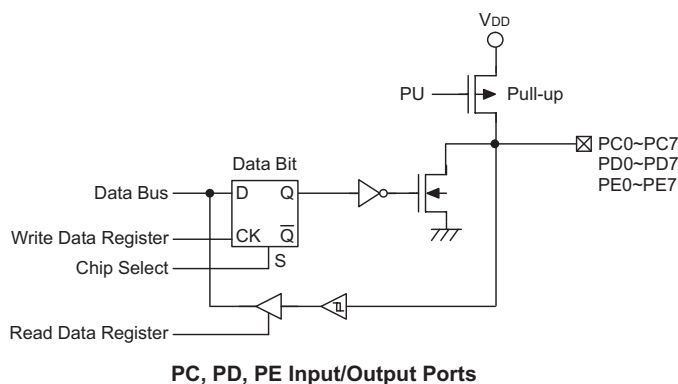 VDD
PU
Pull-up
PC0~PC7
PD0~PD7
PE0~PE7
Data Bit
Data Bus
D
Q
Write Data Register
CK
Q
Chip Select
S
Read Data Register
PC, PD, PE Input/Output Ports